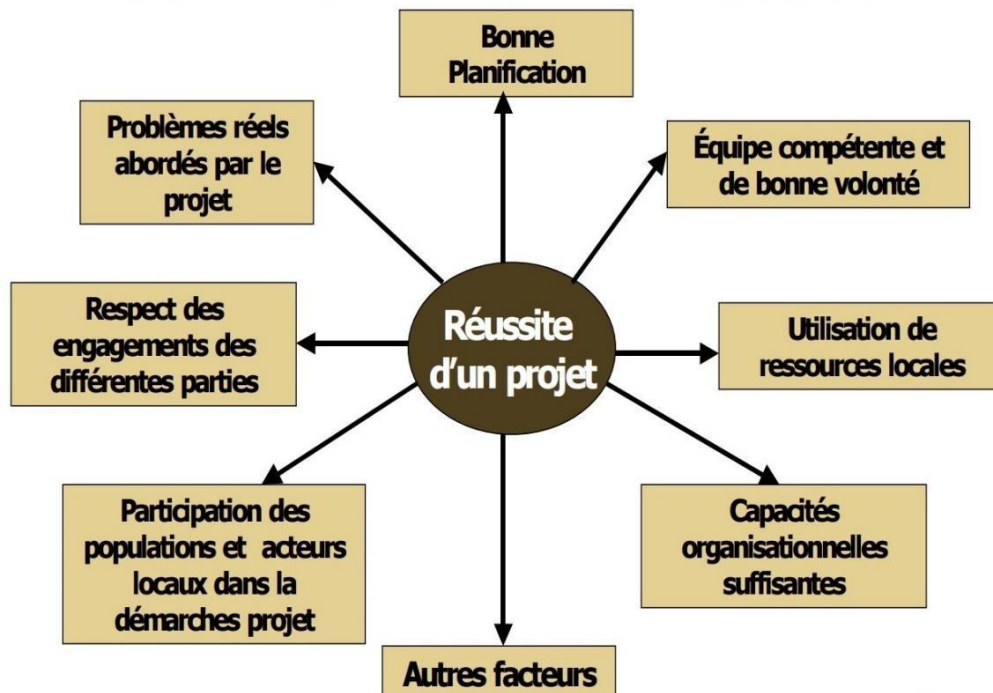 Bonne
Planification
Problèmes réels
abordés par le
projet
Équipe compétente et
de bonne volonté
Respect des
engagements des
différentes parties
Réussite
d'un projet
Utilisation de
ressources locales
Participation des
populations et acteurs
locaux dans la
démarches projet
Capacités
organisationnelles
suffisantes
Autres facteurs